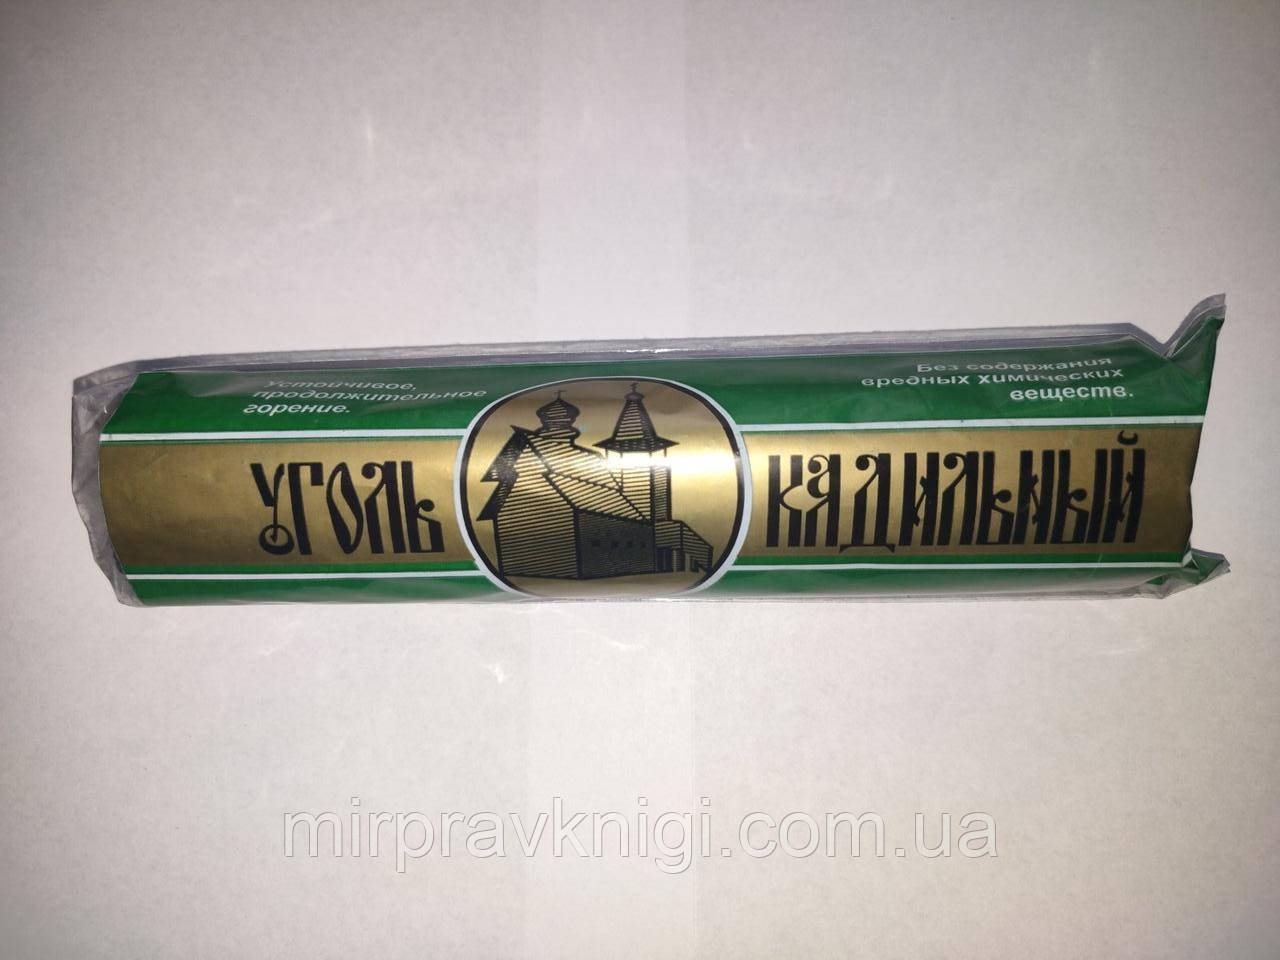 Устойчивое,
продолжительное
горение.
Без содержания
вредных химических
веществ.
УГОЛЬ КАДИЛЬНЫЙ
mirpravknigi.com.ua